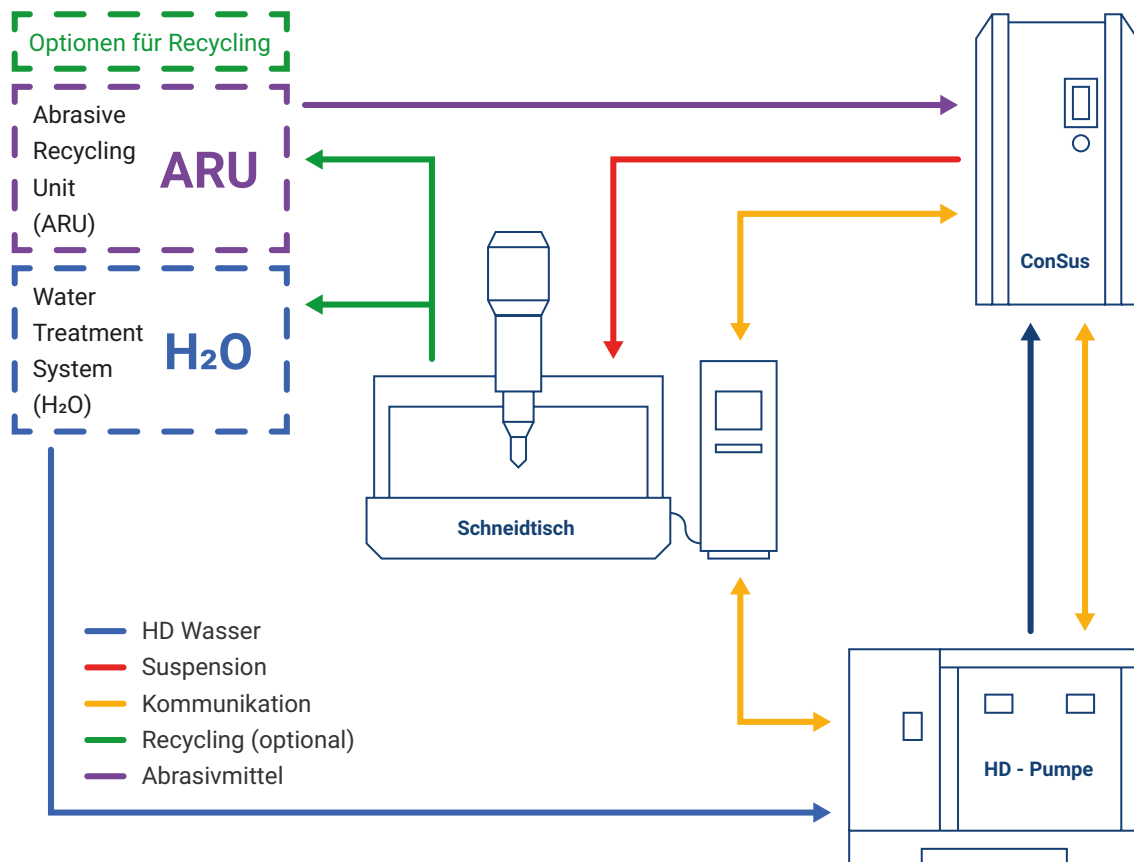 Optionen für Recycling
Abrasive
Recycling
Unit
(ARU)
ARU
Water
Treatment
System
(H₂O)
H₂O
ConSus
Schneidtisch
HD - Pumpe
HD Wasser
Suspension
Kommunikation
Recycling (optional)
Abrasivmittel